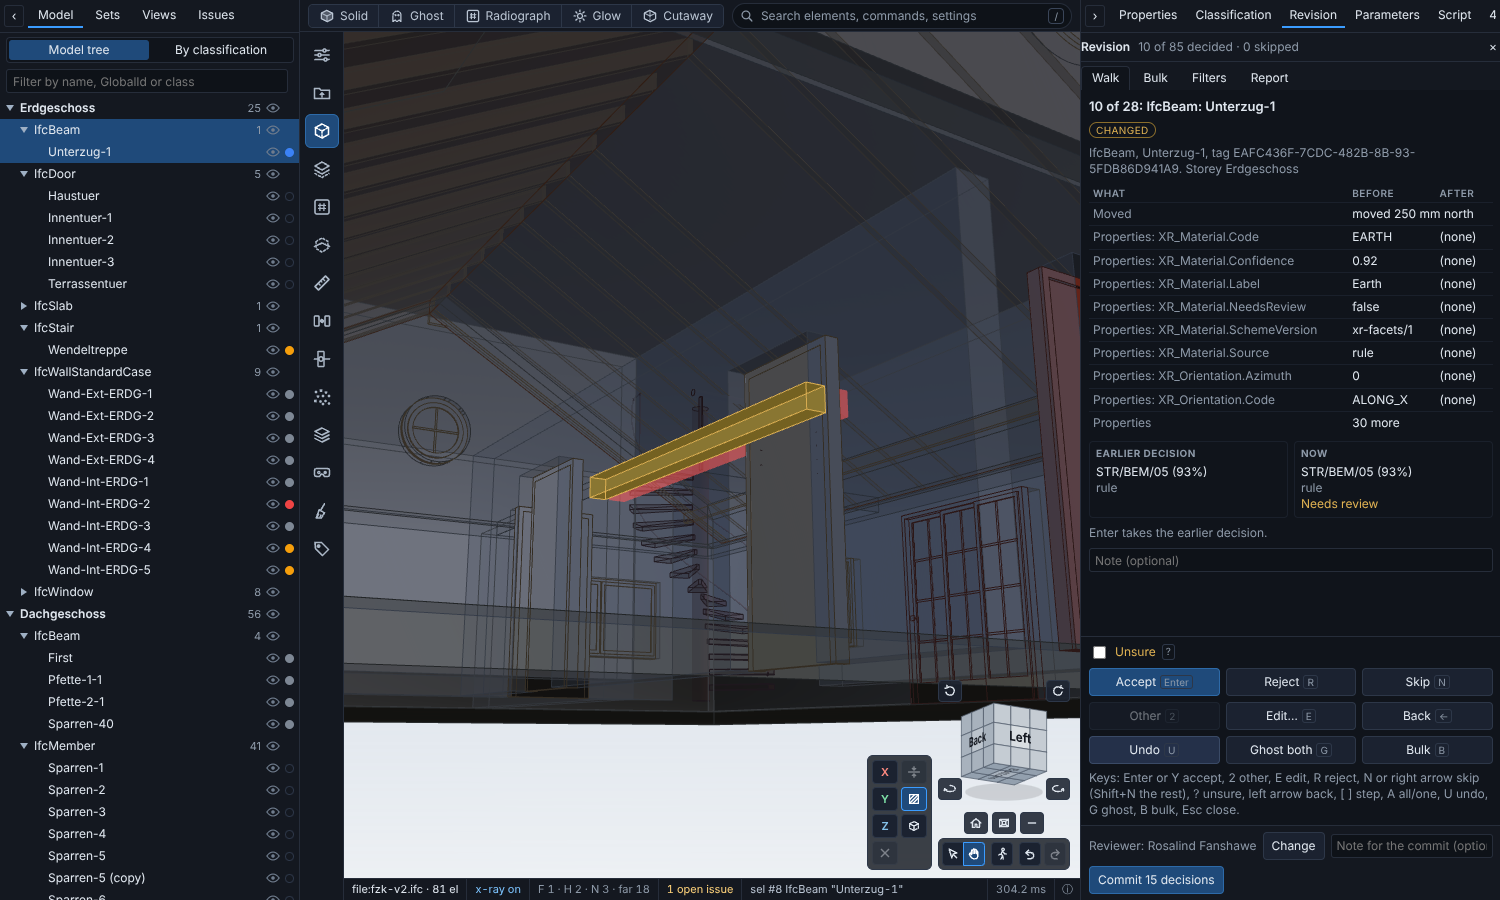 Model
Sets
Views
Issues
Model tree
By classification
Filter by name, GlobalId or class
Erdgeschoss 25
IfcBeam 1
Unterzug-1
IfcDoor 5
Haustuer
Innentuer-1
Innentuer-2
Innentuer-3
Terrassentuer
IfcSlab 1
IfcStair 1
Wendeltreppe
IfcWallStandardCase 9
Wand-Ext-ERDG-1
Wand-Ext-ERDG-2
Wand-Ext-ERDG-3
Wand-Ext-ERDG-4
Wand-Int-ERDG-1
Wand-Int-ERDG-2
Wand-Int-ERDG-3
Wand-Int-ERDG-4
Wand-Int-ERDG-5
IfcWindow 8
Dachgeschoss 56
IfcBeam 4
First
Pfette-1-1
Pfette-2-1
Sparren-40
IfcMember 41
Sparren-1
Sparren-2
Sparren-3
Sparren-4
Sparren-5
Sparren-5 (copy)
Sparren-6
Solid
Ghost
Radiograph
Glow
Cutaway
Search elements, commands, settings /
Back
Left
X
Y
Z
file:fzk-v2.ifc · 81 el
x-ray on
F 1 · H 2 · N 3 · far 18
1 open issue
sel #8 IfcBeam "Unterzug-1"
304.2 ms
Properties
Classification
Revision
Parameters
Script
4
Revision 10 of 85 decided · 0 skipped ×
Walk
Bulk
Filters
Report
10 of 28: IfcBeam: Unterzug-1
CHANGED
IfcBeam, Unterzug-1, tag EAFC436F-7CDC-482B-8B-93-
5FDB86D941A9. Storey Erdgeschoss
WHAT BEFORE AFTER
Moved moved 250 mm north
Properties: XR_Material.Code EARTH (none)
Properties: XR_Material.Confidence 0.92 (none)
Properties: XR_Material.Label Earth (none)
Properties: XR_Material.NeedsReview false (none)
Properties: XR_Material.SchemeVersion xr-facets/1 (none)
Properties: XR_Material.Source rule (none)
Properties: XR_Orientation.Azimuth 0 (none)
Properties: XR_Orientation.Code ALONG_X (none)
Properties 30 more
EARLIER DECISION
STR/BEM/05 (93%)
rule
NOW
STR/BEM/05 (93%)
rule
Needs review
Enter takes the earlier decision.
Note (optional)
Unsure ?
Accept Enter
Reject R
Skip N
Other 2
Edit... E
Back ←
Undo U
Ghost both G
Bulk B
Keys: Enter or Y accept, 2 other, E edit, R reject, N or right arrow skip
(Shift+N the rest), ? unsure, left arrow back, [ ] step, A all/one, U undo,
G ghost, B bulk, Esc close.
Reviewer: Rosalind Fanshawe
Change
Note for the commit (optio
Commit 15 decisions